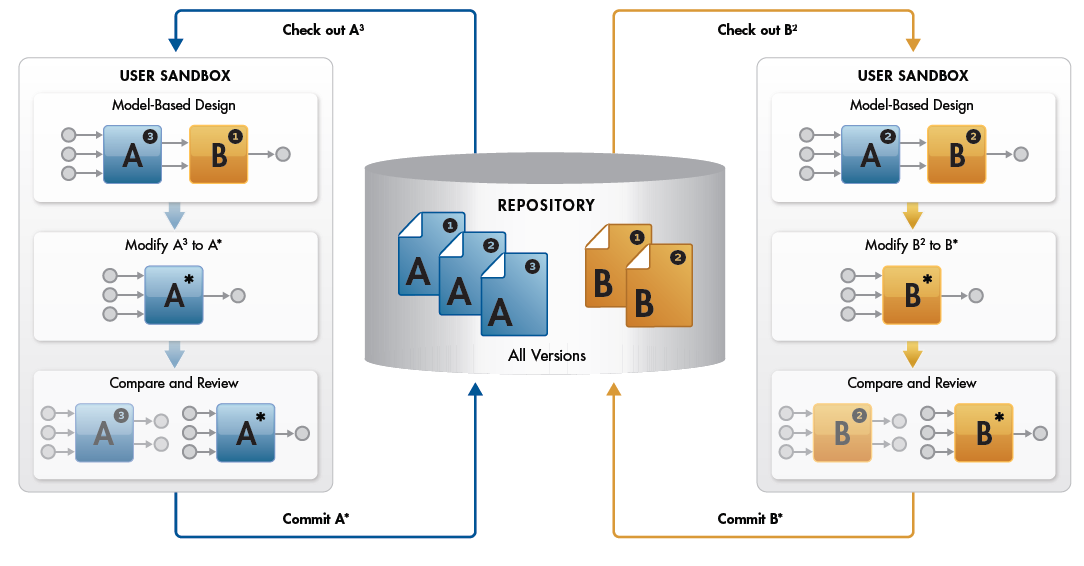 Check out A³
Check out B²
USER SANDBOX
Model-Based Design
A 3
B 1
Modify A³ to A*
A *
Compare and Review
A 3
A *
Commit A*
REPOSITORY
A 1
A 2
A 3
B 1
B 2
All Versions
USER SANDBOX
Model-Based Design
A 2
B 2
Modify B² to B*
B *
Compare and Review
B 2
B *
Commit B*